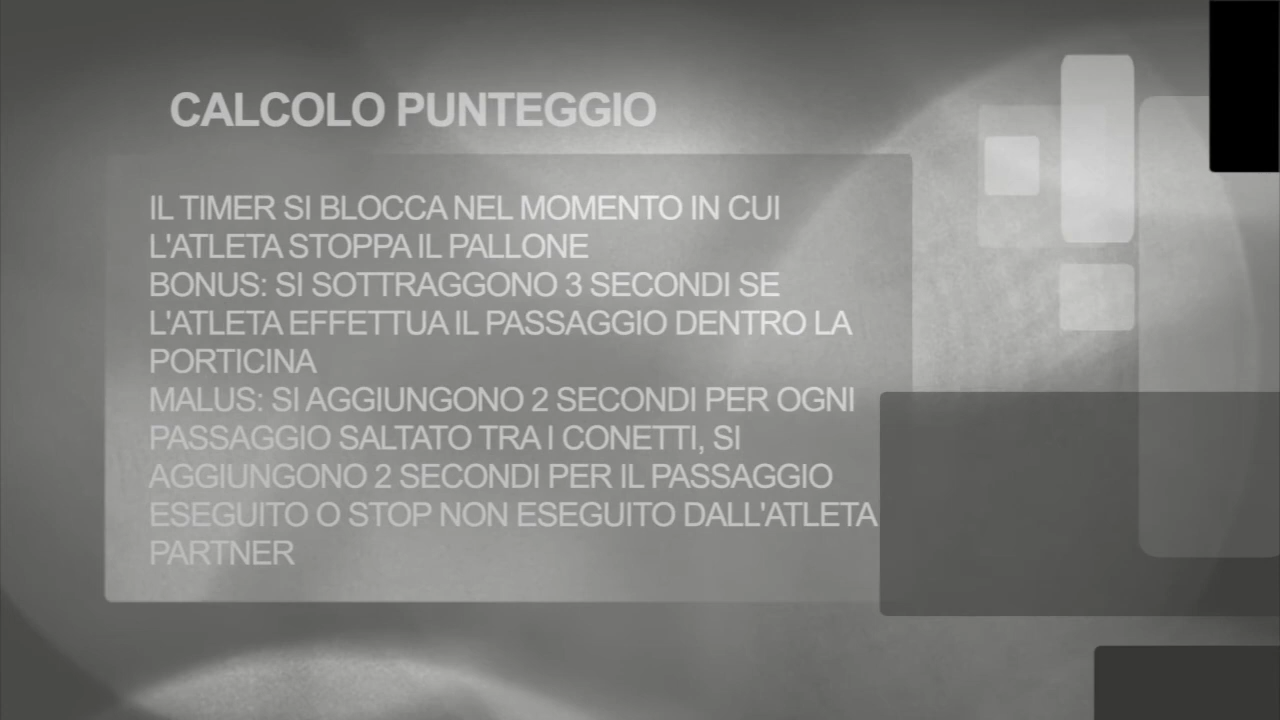 CALCOLO PUNTEGGIO
IL TIMER SI BLOCCA NEL MOMENTO IN CUI
L'ATLETA STOPPA IL PALLONE
BONUS: SI SOTTRAGGONO 3 SECONDI SE
L'ATLETA EFFETTUA IL PASSAGGIO DENTRO LA
PORTICINA
MALUS: SI AGGIUNGONO 2 SECONDI PER OGNI
PASSAGGIO SALTATO TRA I CONETTI, SI
AGGIUNGONO 2 SECONDI PER IL PASSAGGIO
ESEGUITO O STOP NON ESEGUITO DALL'ATLETA
PARTNER